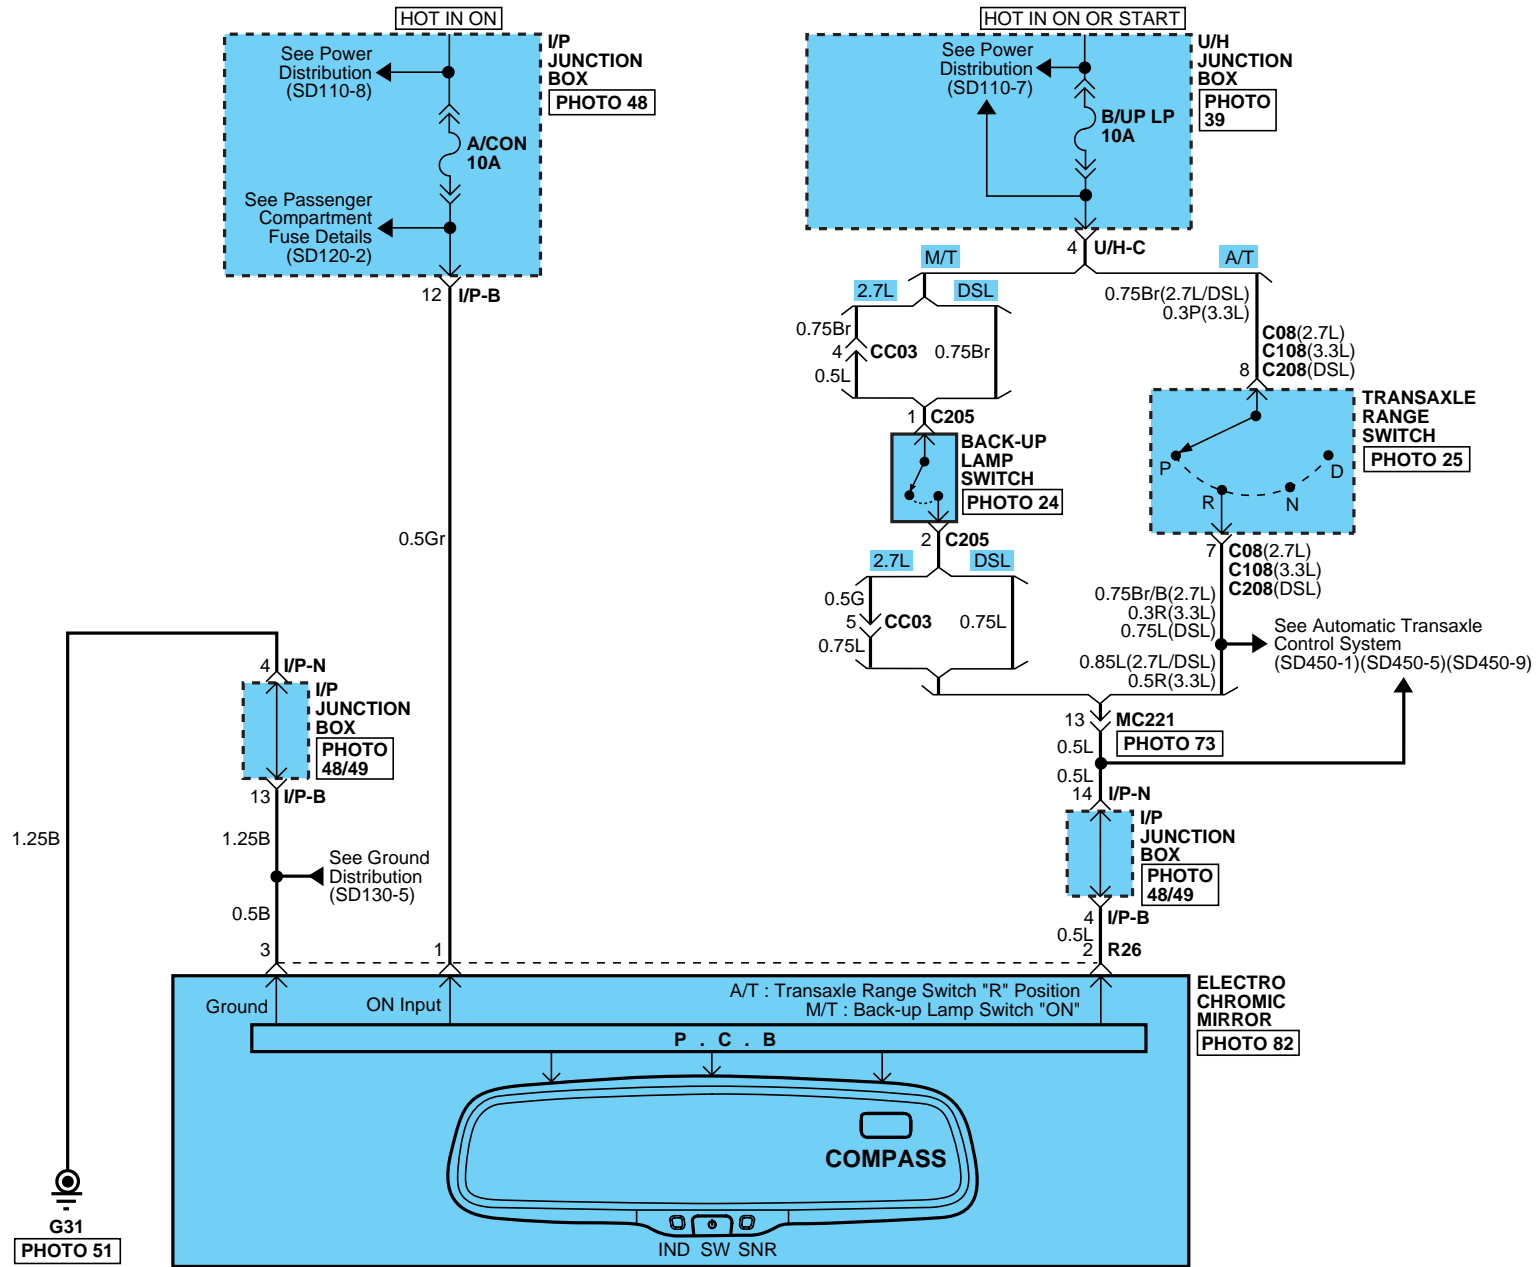 HOT IN ON
See Power
Distribution
(SD110-8)
A/CON
10A
See Passenger
Compartment
Fuse Details
(SD120-2)
I/P
JUNCTION
BOX
PHOTO 48
12 I/P-B
0.5Gr
HOT IN ON OR START
See Power
Distribution
(SD110-7)
B/UP LP
10A
U/H
JUNCTION
BOX
PHOTO
39
4 U/H-C
M/T
A/T
2.7L
DSL
0.75Br
4 CC03
0.75Br
0.5L
1 C205
BACK-UP
LAMP
SWITCH
PHOTO 24
2 C205
2.7L
DSL
0.5G
5 CC03
0.75L
0.75L
0.75Br(2.7L/DSL)
0.3P(3.3L)
C08(2.7L)
C108(3.3L)
8 C208(DSL)
TRANSAXLE
RANGE
SWITCH
PHOTO 25
P
R
N
D
7 C08(2.7L)
C108(3.3L)
C208(DSL)
0.75Br/B(2.7L)
0.3R(3.3L)
0.75L(DSL)
See Automatic Transaxle
Control System
(SD450-1)(SD450-5)(SD450-9)
0.85L(2.7L/DSL)
0.5R(3.3L)
13 MC221
PHOTO 73
0.5L
0.5L
14 I/P-N
I/P
JUNCTION
BOX
PHOTO
48/49
4 I/P-B
0.5L
2 R26
4 I/P-N
I/P
JUNCTION
BOX
PHOTO
48/49
13 I/P-B
1.25B
1.25B
See Ground
Distribution
(SD130-5)
0.5B
3
1
Ground
ON Input
A/T : Transaxle Range Switch "R" Position
M/T : Back-up Lamp Switch "ON"
ELECTRO
CHROMIC
MIRROR
PHOTO 82
P . C . B
COMPASS
IND SW SNR
G31
PHOTO 51